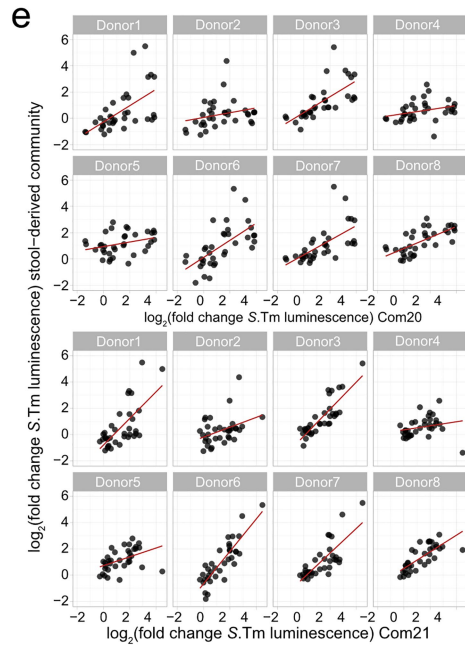 e
Donor1 Donor2 Donor3 Donor4
6
4
2
0
−2
Donor5 Donor6 Donor7 Donor8
6
4
2
0
−2
−2 0 2 4 −2 0 2 4 −2 0 2 4 −2 0 2 4
log2(fold change S.Tm luminescence) Com20
log2(fold change S.Tm luminescence) stool−derived community
Donor1 Donor2 Donor3 Donor4
6
4
2
0
−2
Donor5 Donor6 Donor7 Donor8
6
4
2
0
−2
−2 0 2 4 −2 0 2 4 −2 0 2 4 −2 0 2 4
log2(fold change S.Tm luminescence) Com21